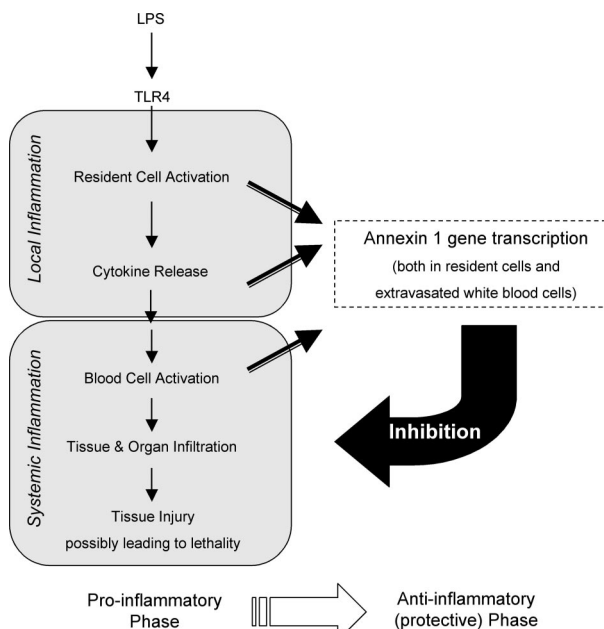 LPS
TLR4
Local Inflammation
Resident Cell Activation
Cytokine Release
Annexin 1 gene transcription
(both in resident cells and
extravasated white blood cells)
Systemic Inflammation
Blood Cell Activation
Tissue & Organ Infiltration
Tissue Injury
possibly leading to lethality
Inhibition
Pro-inflammatory
Phase
Anti-inflammatory
(protective) Phase